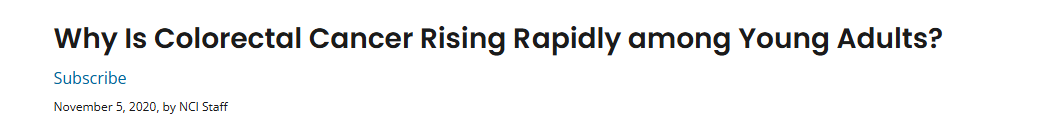 Why Is Colorectal Cancer Rising Rapidly among Young Adults?
Subscribe
November 5, 2020, by NCI Staff